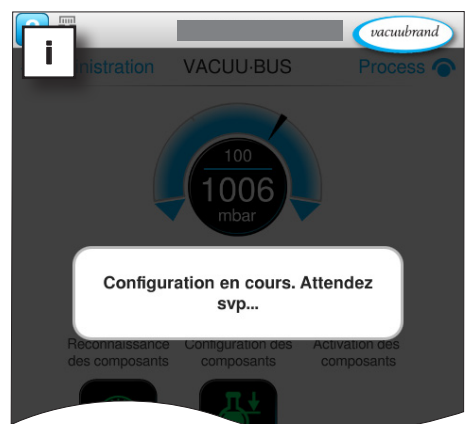 i
vacuubrand
nistration VACUU·BUS Process
100
1006
mbar
Configuration en cours. Attendez
svp...
Reconnaissance Configuration des Activation des
des composants composants composants